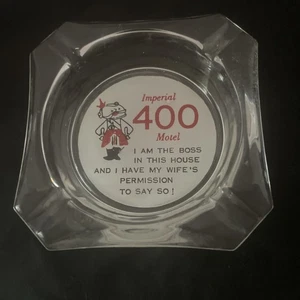 Imperial
400
Motel
I AM THE BOSS
IN THIS HOUSE
AND I HAVE MY WIFE'S
PERMISSION
TO SAY SO!